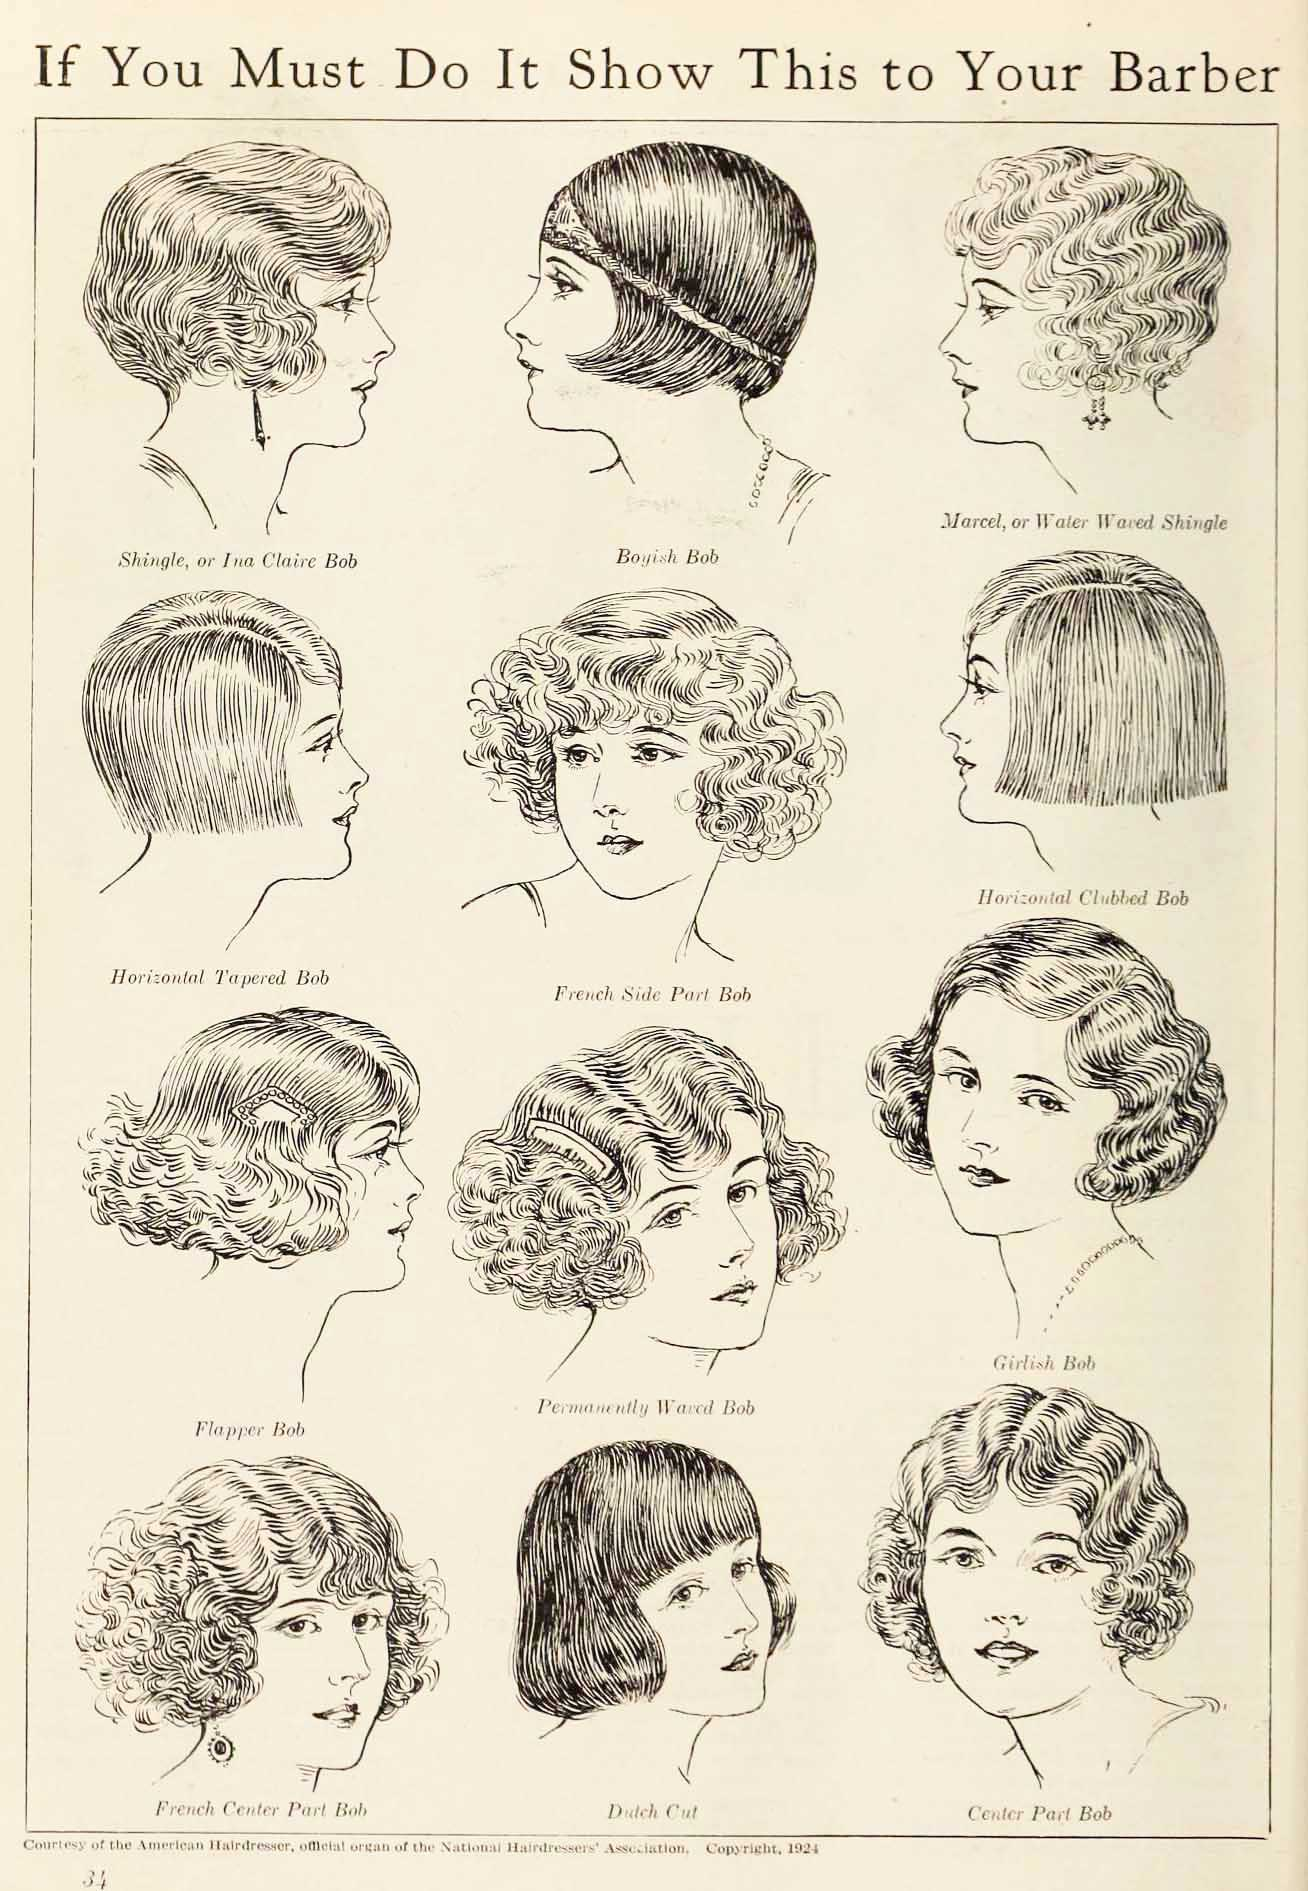 If You Must Do It Show This to Your Barber
Shingle, or Ina Claire Bob
Boyish Bob
Marcel, or Water Waved Shingle
Horizontal Tapered Bob
French Side Part Bob
Horizontal Clubbed Bob
Flapper Bob
Permanently Waved Bob
Girlish Bob
French Center Part Bob
Dutch Cut
Center Part Bob
Courtesy of the American Hairdresser, official organ of the National Hairdressers' Association. Copyright, 1924
34